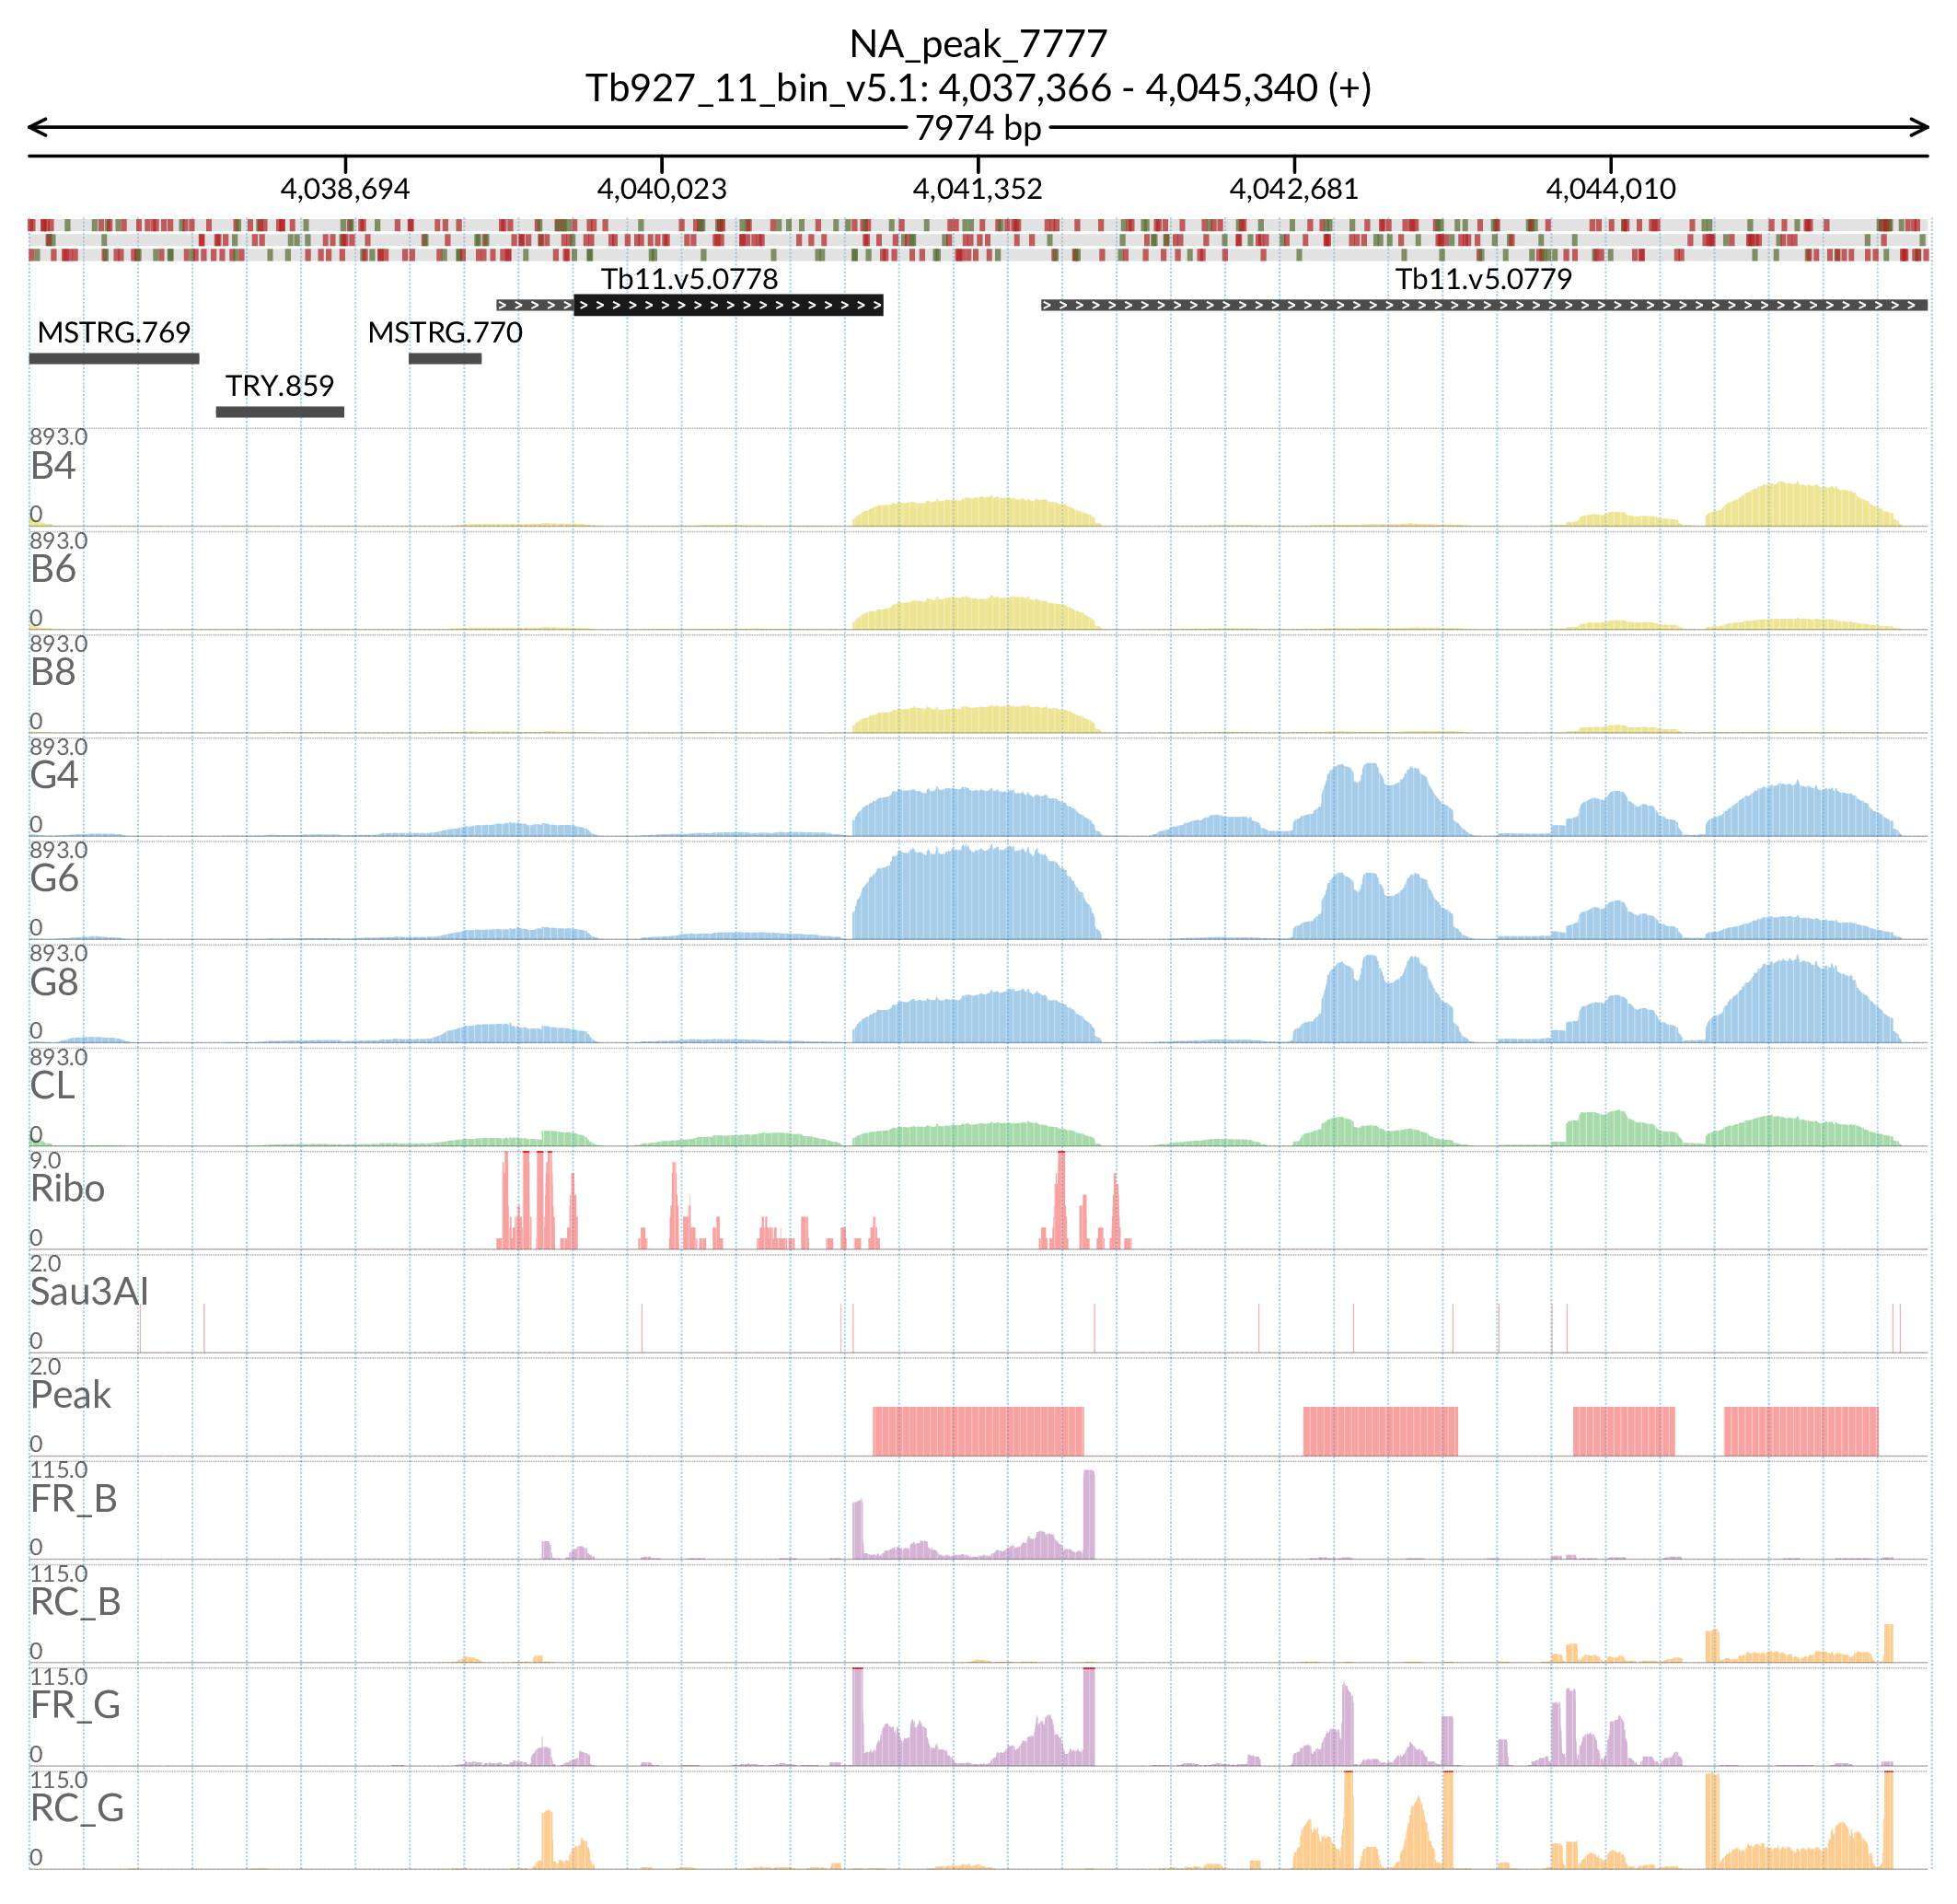 NA_peak_7777
Tb927_11_bin_v5.1: 4,037,366 - 4,045,340 (+)
7974 bp
4,038,694 4,040,023 4,041,352 4,042,681 4,044,010
Tb11.v5.0778 Tb11.v5.0779
MSTRG.769 MSTRG.770
TRY.859
893.0
B4
0
893.0
B6
0
893.0
B8
0
893.0
G4
0
893.0
G6
0
893.0
G8
0
893.0
CL
0
9.0
Ribo
0
2.0
Sau3AI
0
2.0
Peak
0
115.0
FR_B
0
115.0
RC_B
0
115.0
FR_G
0
115.0
RC_G
0